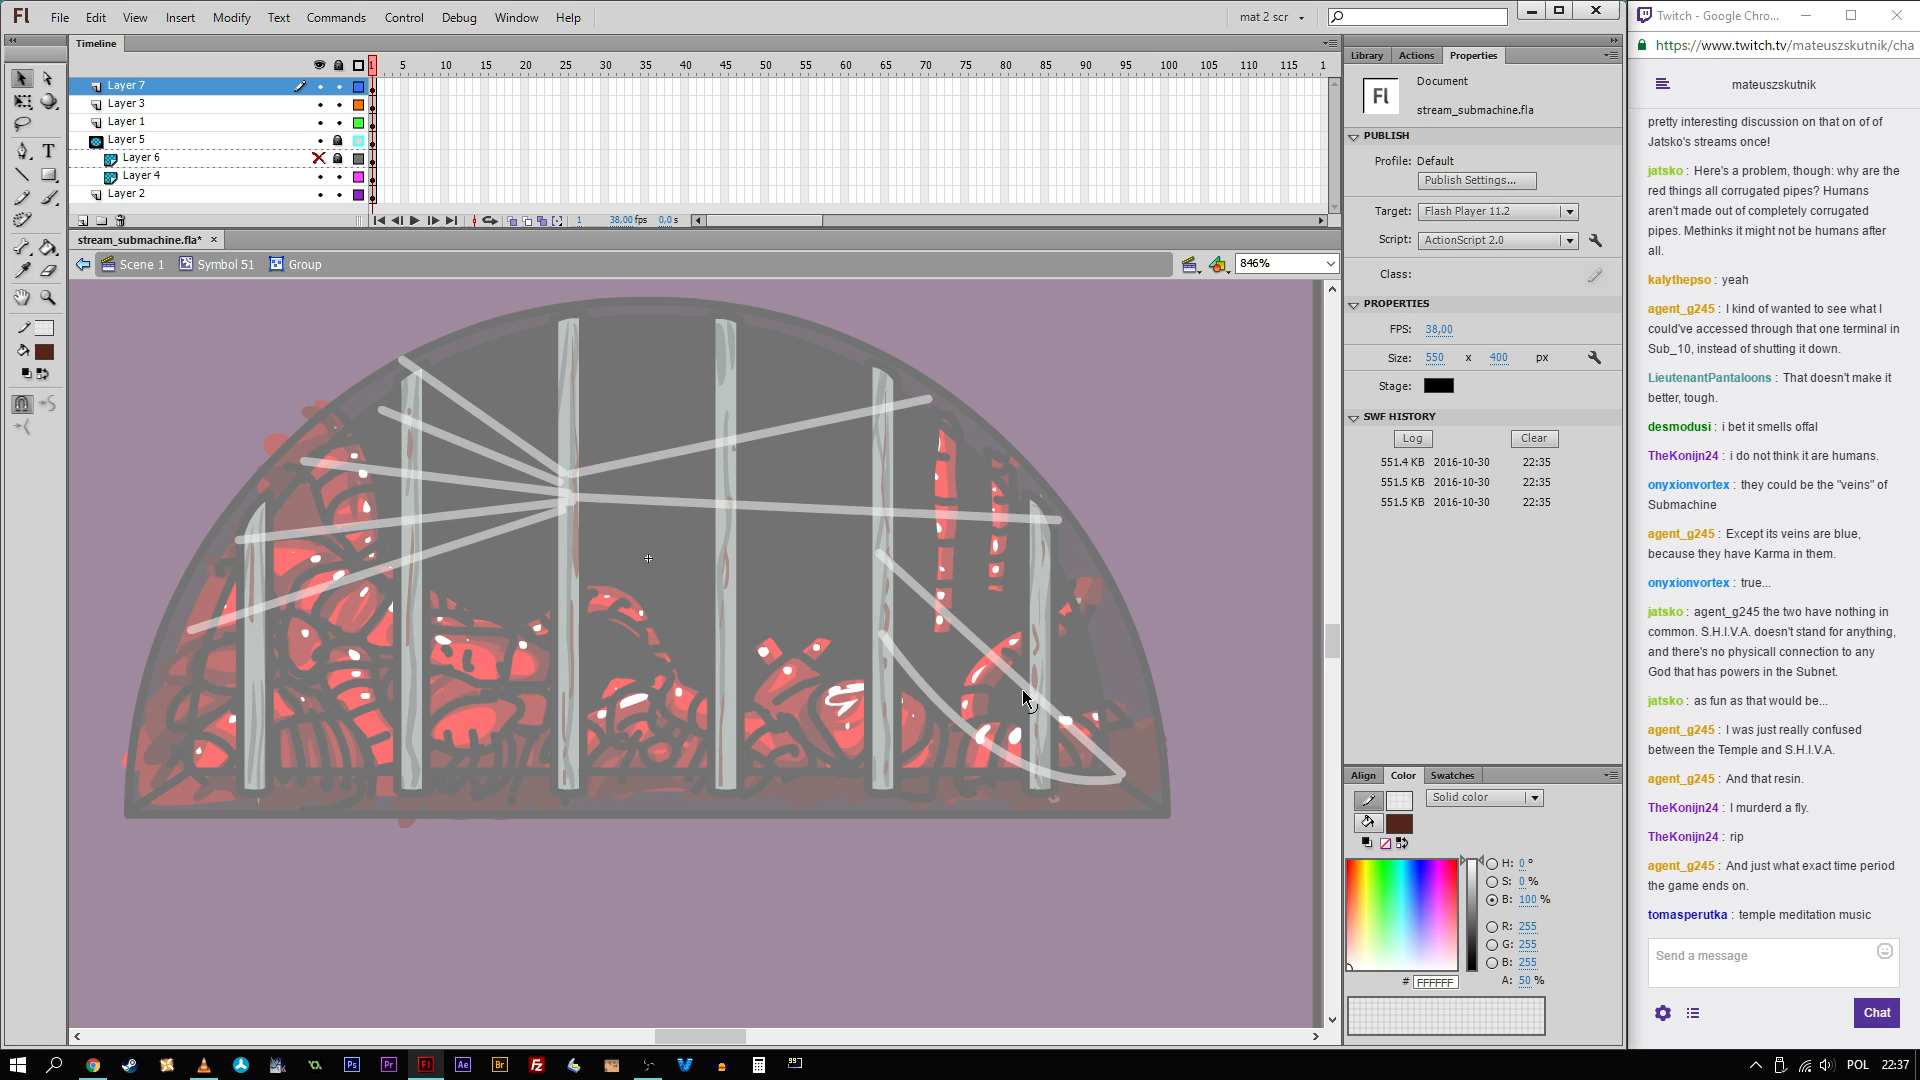 Fl File Edit View Insert Modify Text Commands Control Debug Window Help mat 2 scr
Timeline
1 5 10 15 20 25 30 35 40 45 50 55 60 65 70 75 80 85 90 95 100 105 110 115 1
Layer 7
Layer 3
Layer 1
Layer 5
Layer 6
Layer 4
Layer 2
1 38,00 fps 0,0 s
stream_submachine.fla*
Scene 1 Symbol 51 Group 846%
Library Actions Properties
Document
Fl
stream_submachine.fla
PUBLISH
Profile: Default
Publish Settings...
Target: Flash Player 11.2
Script: ActionScript 2.0
Class:
PROPERTIES
FPS: 38,00
Size: 550 x 400 px
Stage:
SWF HISTORY
Log Clear
551.4 KB 2016-10-30 22:35
551.5 KB 2016-10-30 22:35
551.5 KB 2016-10-30 22:35
Align Color Swatches
Solid color
H: 0 °
S: 0 %
B: 100 %
R: 255
G: 255
B: 255
# FFFFFF A: 50 %
Twitch - Google Chro...
https://www.twitch.tv/mateuszskutnik/cha
mateuszskutnik
pretty interesting discussion on that on of of
Jatsko's streams once!
jatsko : Here's a problem, though: why are the
red things all corrugated pipes? Humans
aren't made out of completely corrugated
pipes. Methinks it might not be humans after
all.
kalythepso : yeah
agent_g245 : I kind of wanted to see what I
could've accessed through that one terminal in
Sub_10, instead of shutting it down.
LieutenantPantaloons : That doesn't make it
better, tough.
desmodusi : i bet it smells offal
TheKonijn24 : i do not think it are humans.
onyxionvortex : they could be the "veins" of
Submachine
agent_g245 : Except its veins are blue,
because they have Karma in them.
onyxionvortex : true...
jatsko : agent_g245 the two have nothing in
common. S.H.I.V.A. doesn't stand for anything,
and there's no physicall connection to any
God that has powers in the Subnet.
jatsko : as fun as that would be...
agent_g245 : I was just really confused
between the Temple and S.H.I.V.A.
agent_g245 : And that resin.
TheKonijn24 : I murderd a fly.
TheKonijn24 : rip
agent_g245 : And just what exact time period
the game ends on.
tomasperutka : temple meditation music
Send a message
Chat
Ps Pr Fl Ae Br Fz
POL 22:37